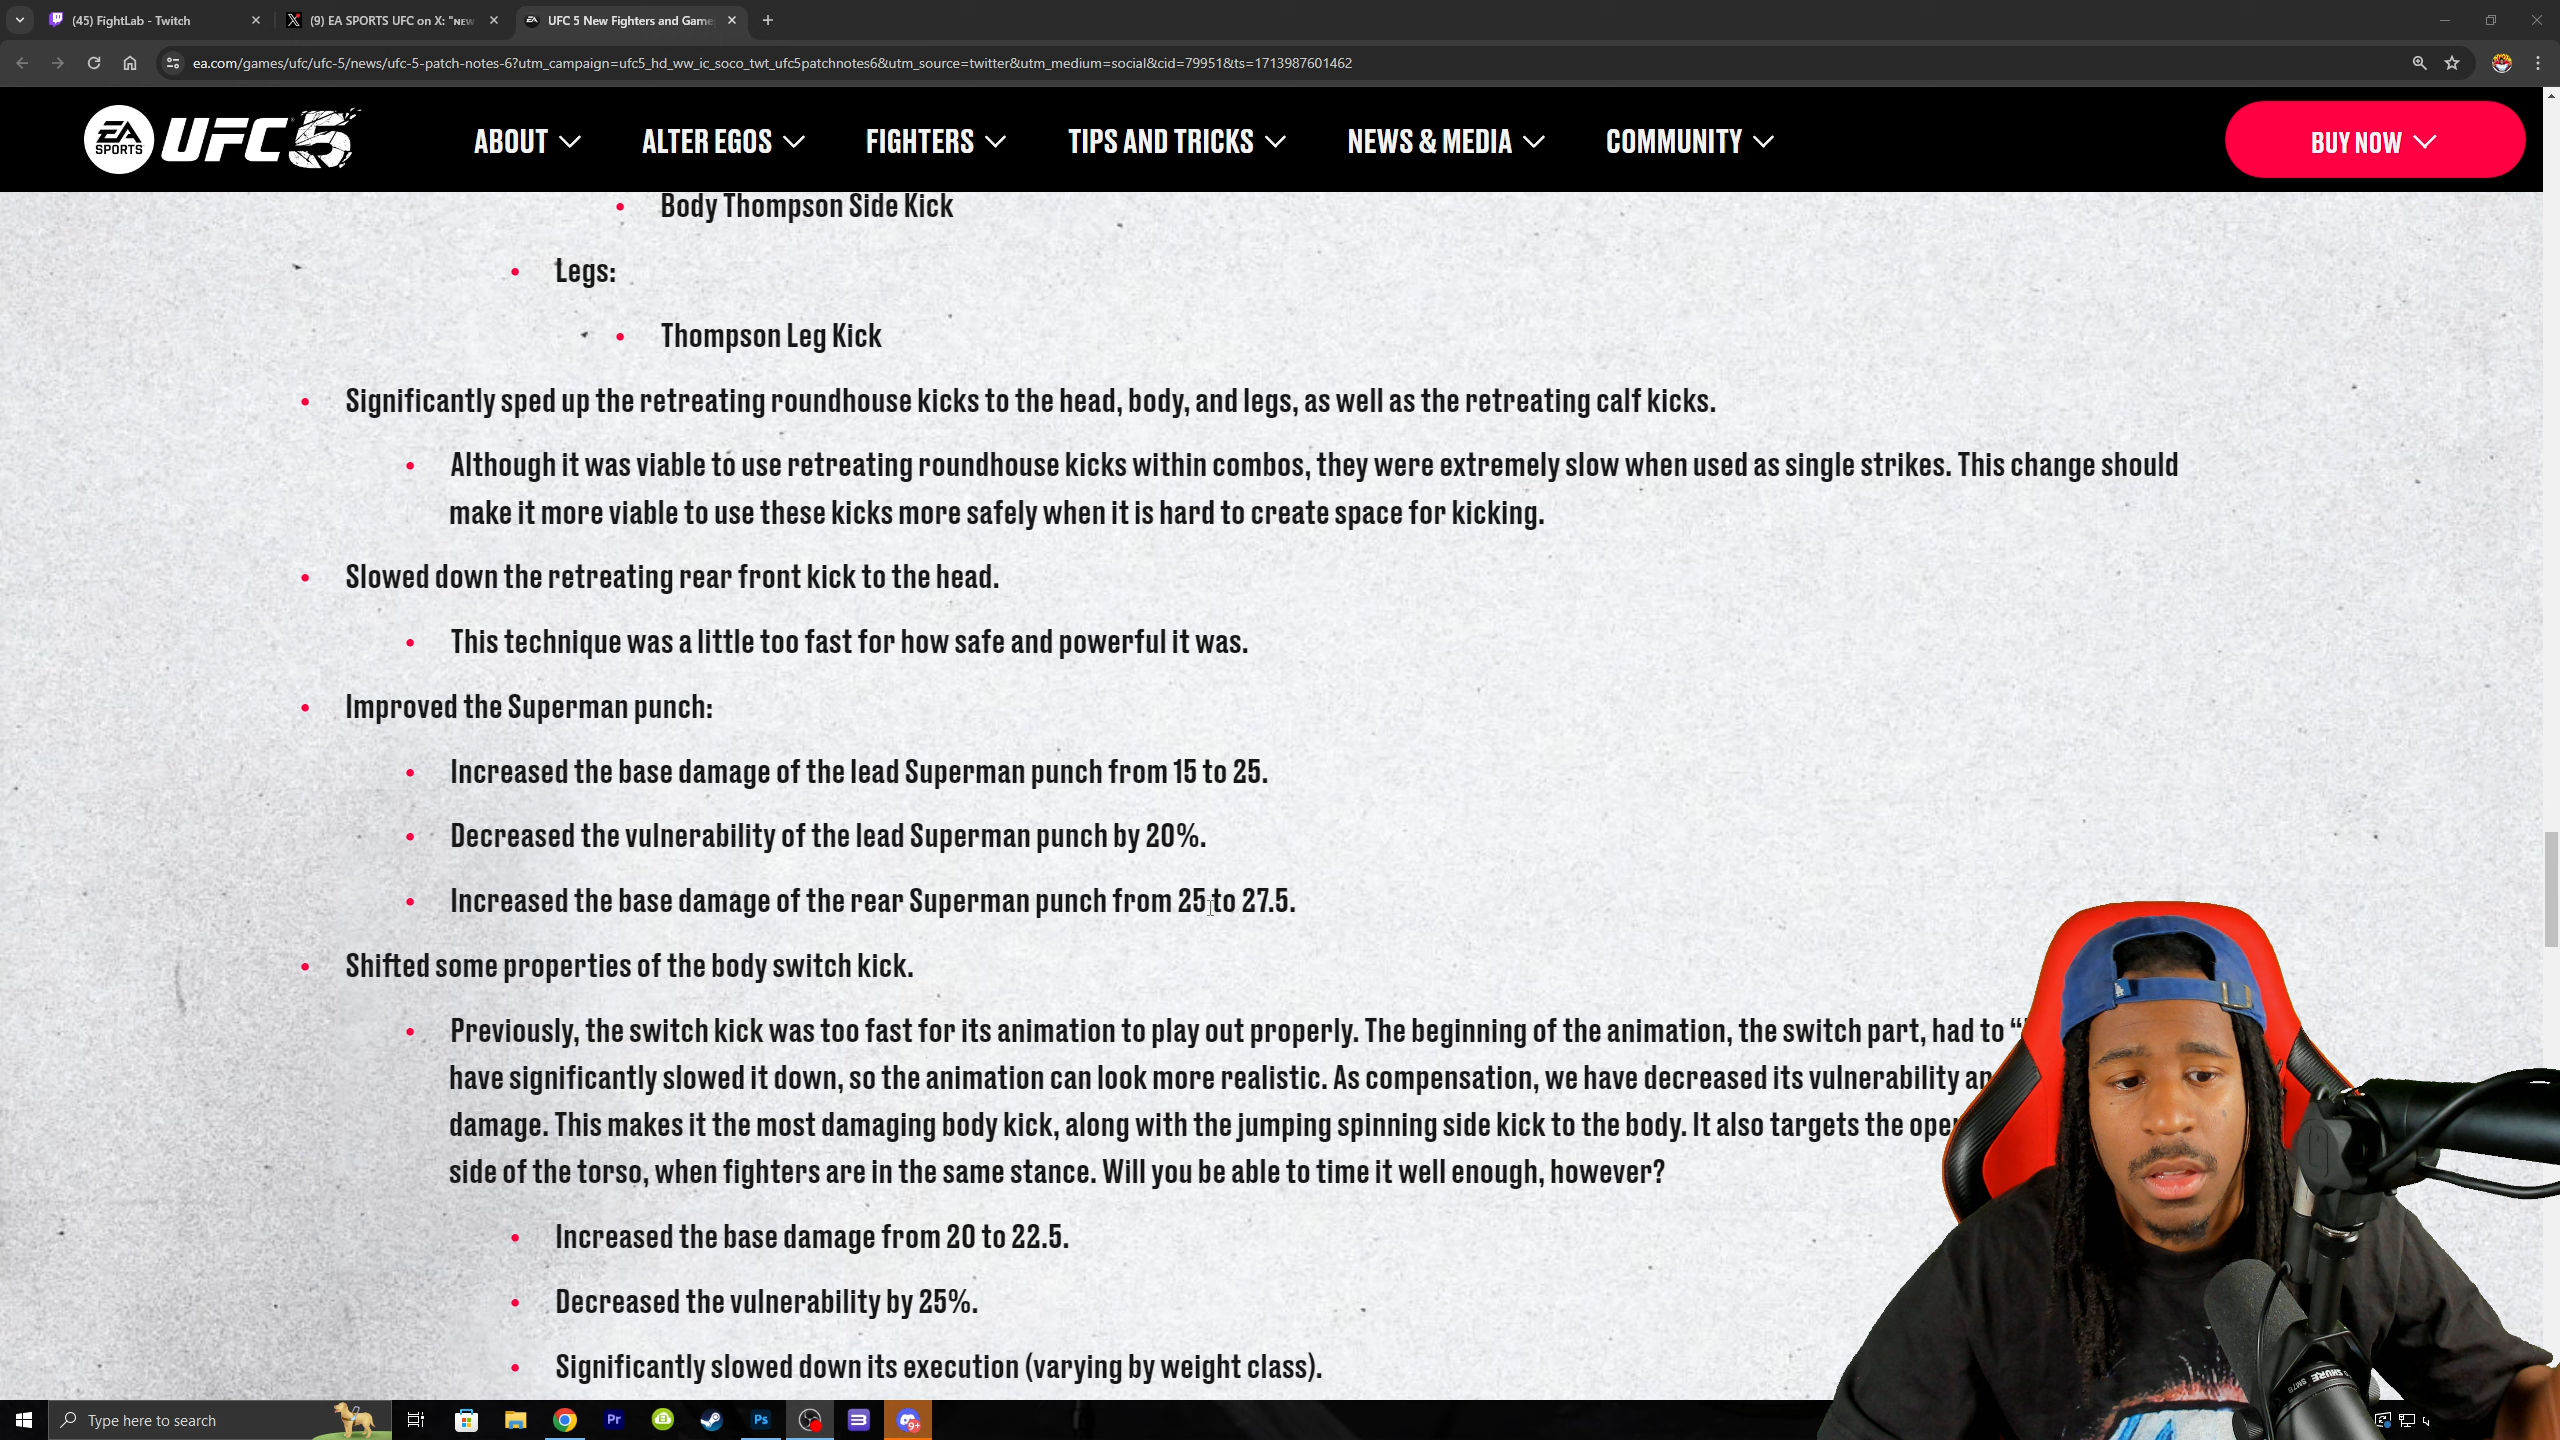 (45) FightLab - Twitch
(9) EA SPORTS UFC on X: "NEW
UFC 5 New Fighters and Game
ea.com/games/ufc/ufc-5/news/ufc-5-patch-notes-6?utm_campaign=ufc5_hd_ww_ic_soco_twt_ufc5patchnotes6&utm_source=twitter&utm_medium=social&cid=79951&ts=1713987601462
EA SPORTS UFC 5
ABOUT
ALTER EGOS
FIGHTERS
TIPS AND TRICKS
NEWS & MEDIA
COMMUNITY
BUY NOW
Body Thompson Side Kick
Legs:
Thompson Leg Kick
Significantly sped up the retreating roundhouse kicks to the head, body, and legs, as well as the retreating calf kicks.
Although it was viable to use retreating roundhouse kicks within combos, they were extremely slow when used as single strikes. This change should
make it more viable to use these kicks more safely when it is hard to create space for kicking.
Slowed down the retreating rear front kick to the head.
This technique was a little too fast for how safe and powerful it was.
Improved the Superman punch:
Increased the base damage of the lead Superman punch from 15 to 25.
Decreased the vulnerability of the lead Superman punch by 20%.
Increased the base damage of the rear Superman punch from 25 to 27.5.
Shifted some properties of the body switch kick.
Previously, the switch kick was too fast for its animation to play out properly. The beginning of the animation, the switch part, had to “
have significantly slowed it down, so the animation can look more realistic. As compensation, we have decreased its vulnerability an
damage. This makes it the most damaging body kick, along with the jumping spinning side kick to the body. It also targets the ope
side of the torso, when fighters are in the same stance. Will you be able to time it well enough, however?
Increased the base damage from 20 to 22.5.
Decreased the vulnerability by 25%.
Significantly slowed down its execution (varying by weight class).
Type here to search
Pr
Ps
9+
SHURE SM7B